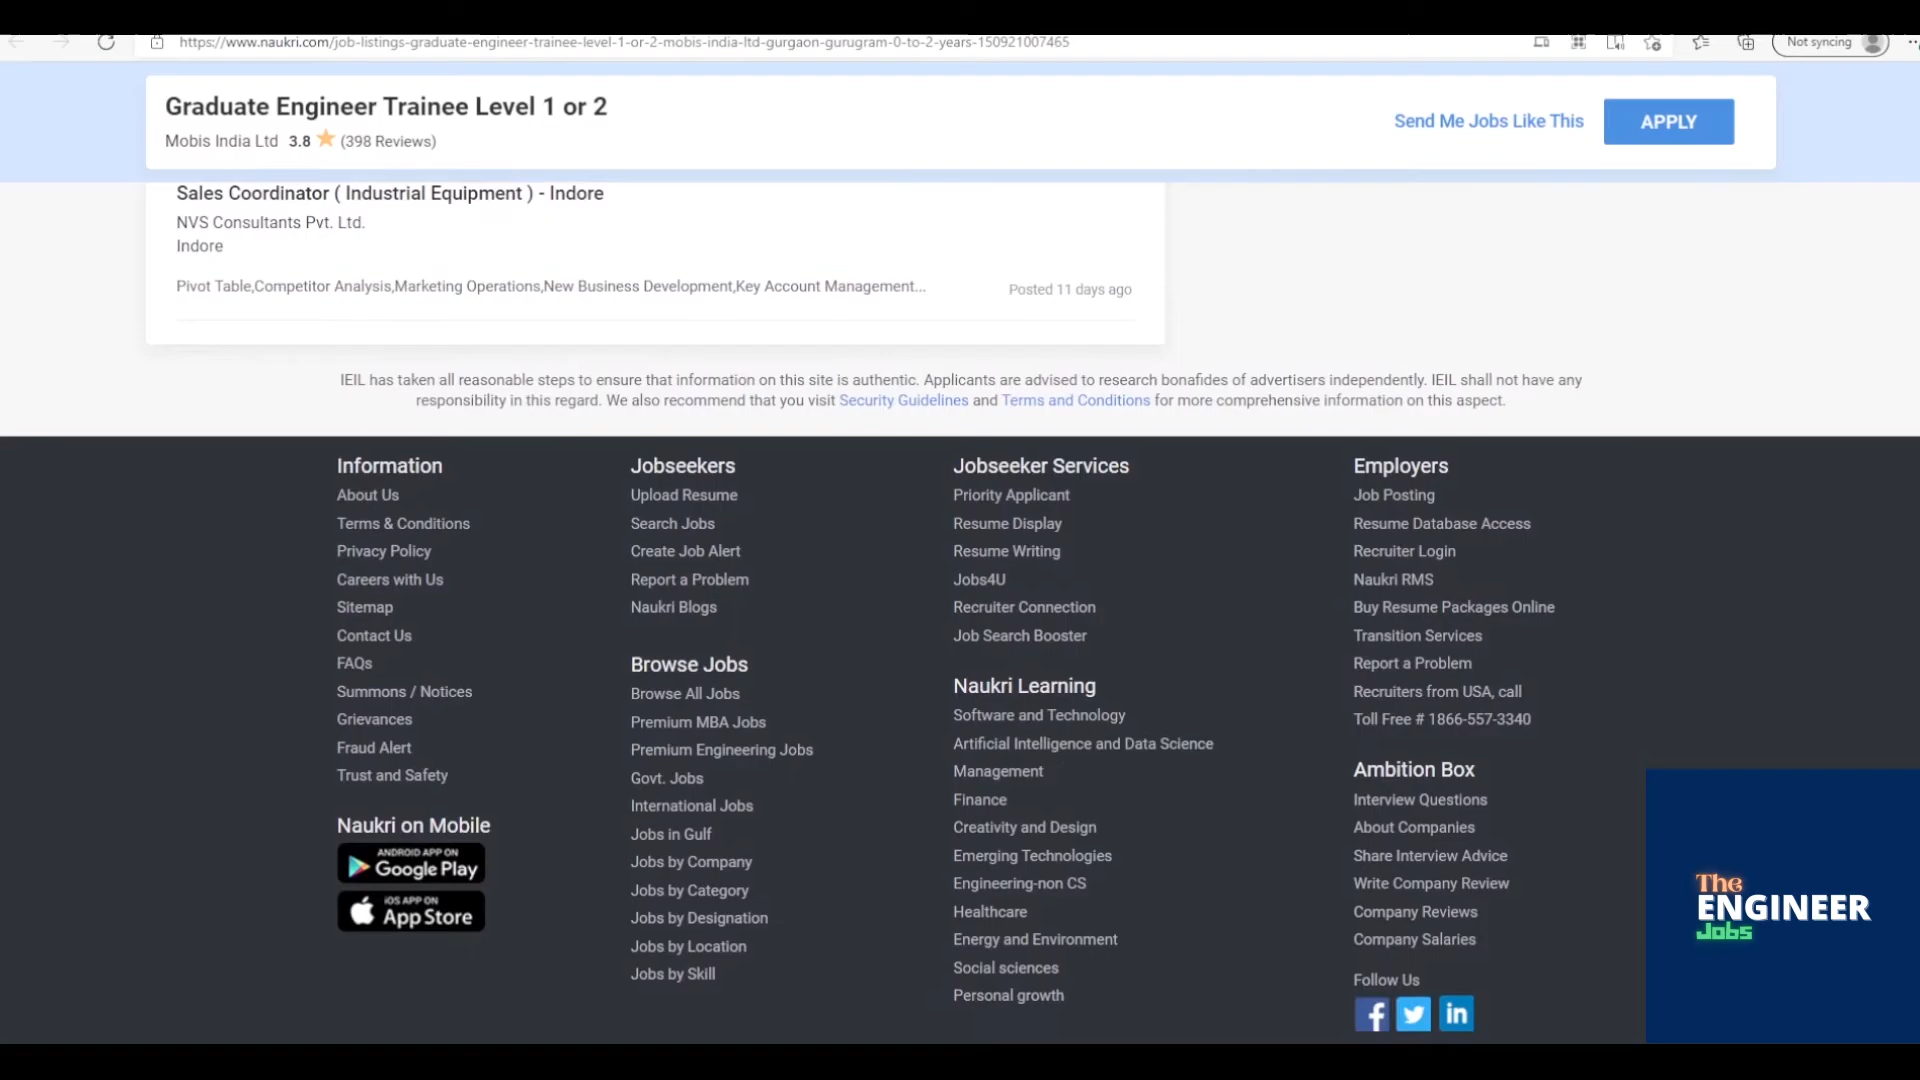 https://www.naukri.com/job-listings-graduate-engineer-trainee-level-1-or-2-mobis-india-ltd-gurgaon-gurugram-0-to-2-years-150921007465
Not syncing
Graduate Engineer Trainee Level 1 or 2
Mobis India Ltd 3.8 (398 Reviews)
Send Me Jobs Like This
APPLY
Sales Coordinator ( Industrial Equipment ) - Indore
NVS Consultants Pvt. Ltd.
Indore
Pivot Table,Competitor Analysis,Marketing Operations,New Business Development,Key Account Management...
Posted 11 days ago
IEIL has taken all reasonable steps to ensure that information on this site is authentic. Applicants are advised to research bonafides of advertisers independently. IEIL shall not have any
responsibility in this regard. We also recommend that you visit Security Guidelines and Terms and Conditions for more comprehensive information on this aspect.
Information
About Us
Terms & Conditions
Privacy Policy
Careers with Us
Sitemap
Contact Us
FAQs
Summons / Notices
Grievances
Fraud Alert
Trust and Safety
Naukri on Mobile
ANDROID APP ON
Google Play
iOS APP ON
App Store
Jobseekers
Upload Resume
Search Jobs
Create Job Alert
Report a Problem
Naukri Blogs
Browse Jobs
Browse All Jobs
Premium MBA Jobs
Premium Engineering Jobs
Govt. Jobs
International Jobs
Jobs in Gulf
Jobs by Company
Jobs by Category
Jobs by Designation
Jobs by Location
Jobs by Skill
Jobseeker Services
Priority Applicant
Resume Display
Resume Writing
Jobs4U
Recruiter Connection
Job Search Booster
Naukri Learning
Software and Technology
Artificial Intelligence and Data Science
Management
Finance
Creativity and Design
Emerging Technologies
Engineering-non CS
Healthcare
Energy and Environment
Social sciences
Personal growth
Employers
Job Posting
Resume Database Access
Recruiter Login
Naukri RMS
Buy Resume Packages Online
Transition Services
Report a Problem
Recruiters from USA, call
Toll Free # 1866-557-3340
Ambition Box
Interview Questions
About Companies
Share Interview Advice
Write Company Review
Company Reviews
Company Salaries
Follow Us
The
ENGINEER
Jobs